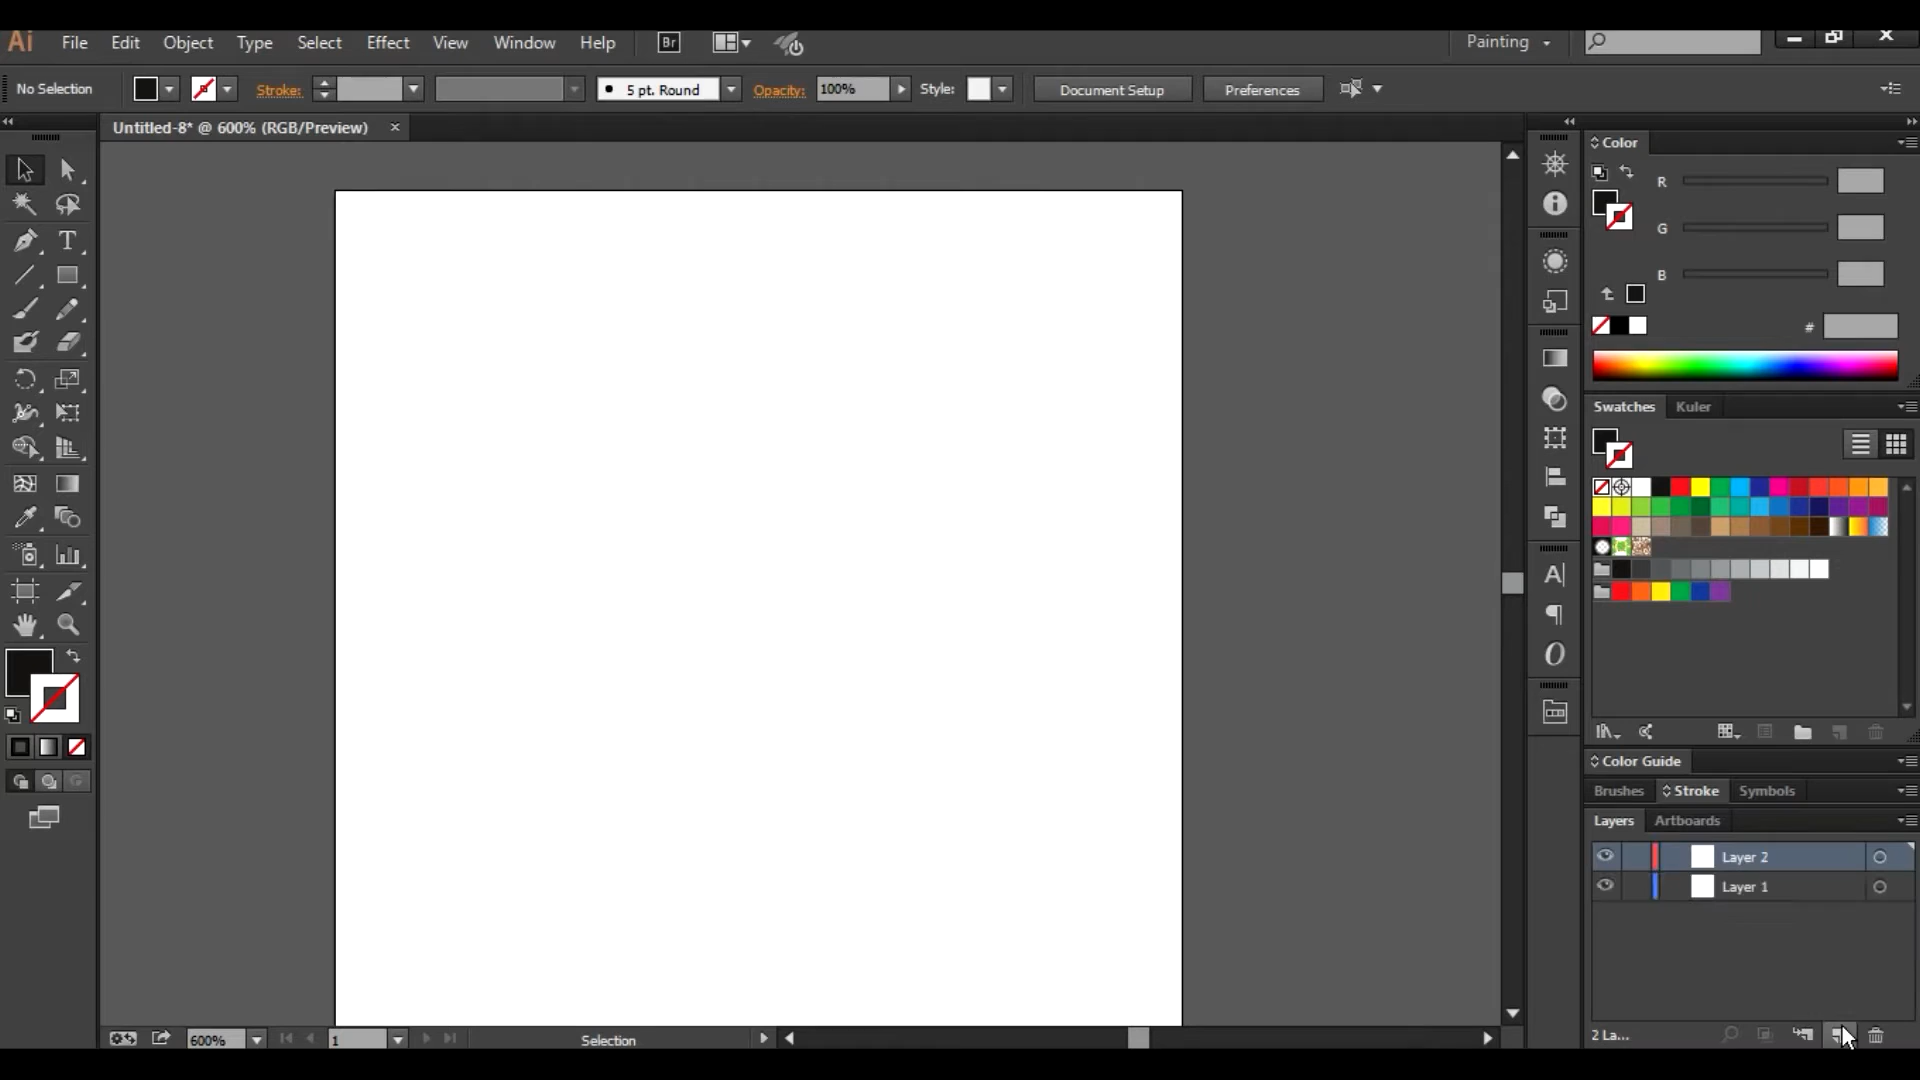 Ai File Edit Object Type Select Effect View Window Help Br Painting
No Selection Stroke: 5 pt. Round Opacity: 100% Style: Document Setup Preferences
Untitled-8* @ 600% (RGB/Preview)
Color
R
G
B
#
Swatches Kuler
Color Guide
Brushes Stroke Symbols
Layers Artboards
Layer 2
Layer 1
2 La...
600% 1 Selection